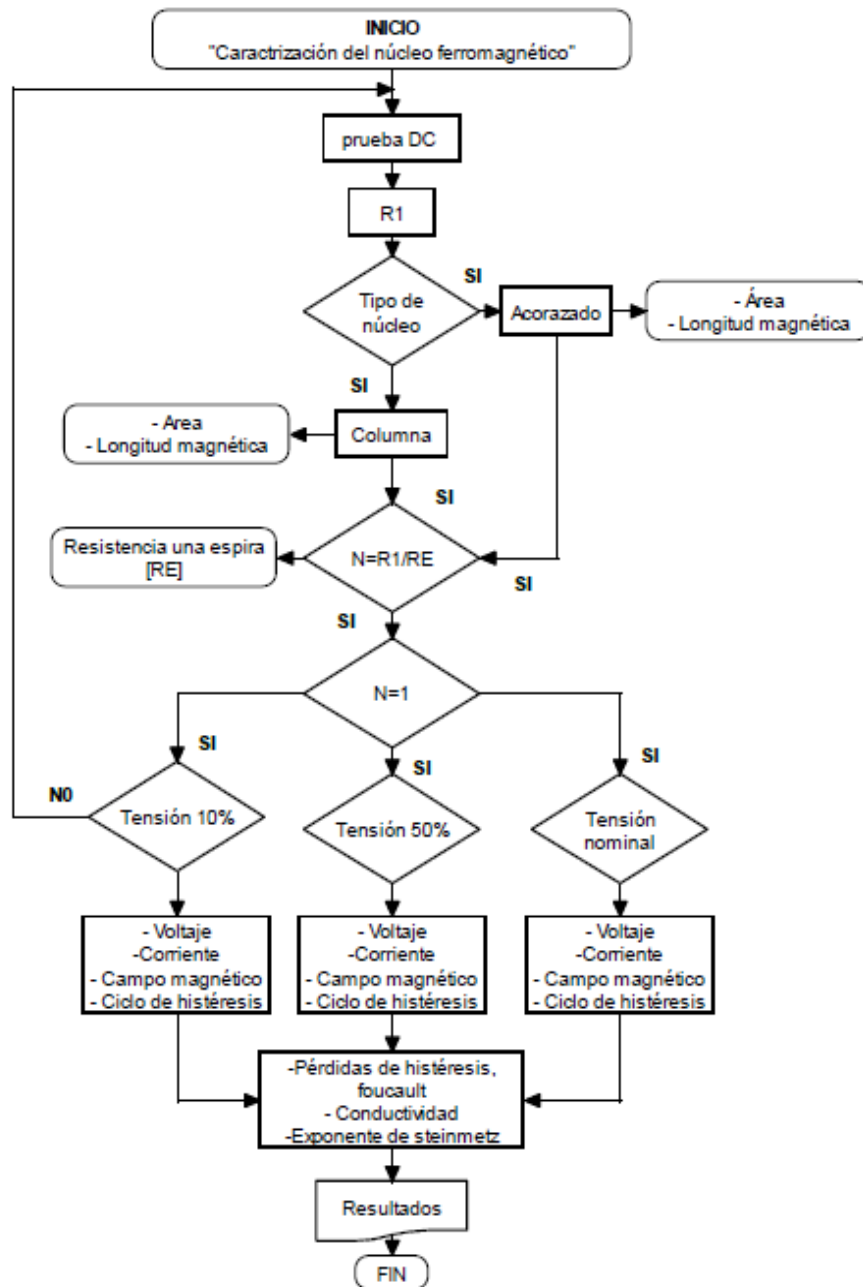 INICIO
"Caractrización del núcleo ferromagnético"
prueba DC
R1
Tipo de
núcleo
SI
Acorazado
- Área
- Longitud magnética
SI
Columna
- Area
- Longitud magnética
SI
N=R1/RE
Resistencia una espira
[RE]
SI
SI
N=1
SI
SI
SI
N0
Tensión 10%
Tensión 50%
Tensión
nominal
- Voltaje
-Corriente
- Campo magnético
- Ciclo de histéresis
- Voltaje
-Corriente
- Campo magnético
- Ciclo de histéresis
- Voltaje
-Corriente
- Campo magnético
- Ciclo de histéresis
-Pérdidas de histéresis,
foucault
- Conductividad
-Exponente de steinmetz
Resultados
FIN